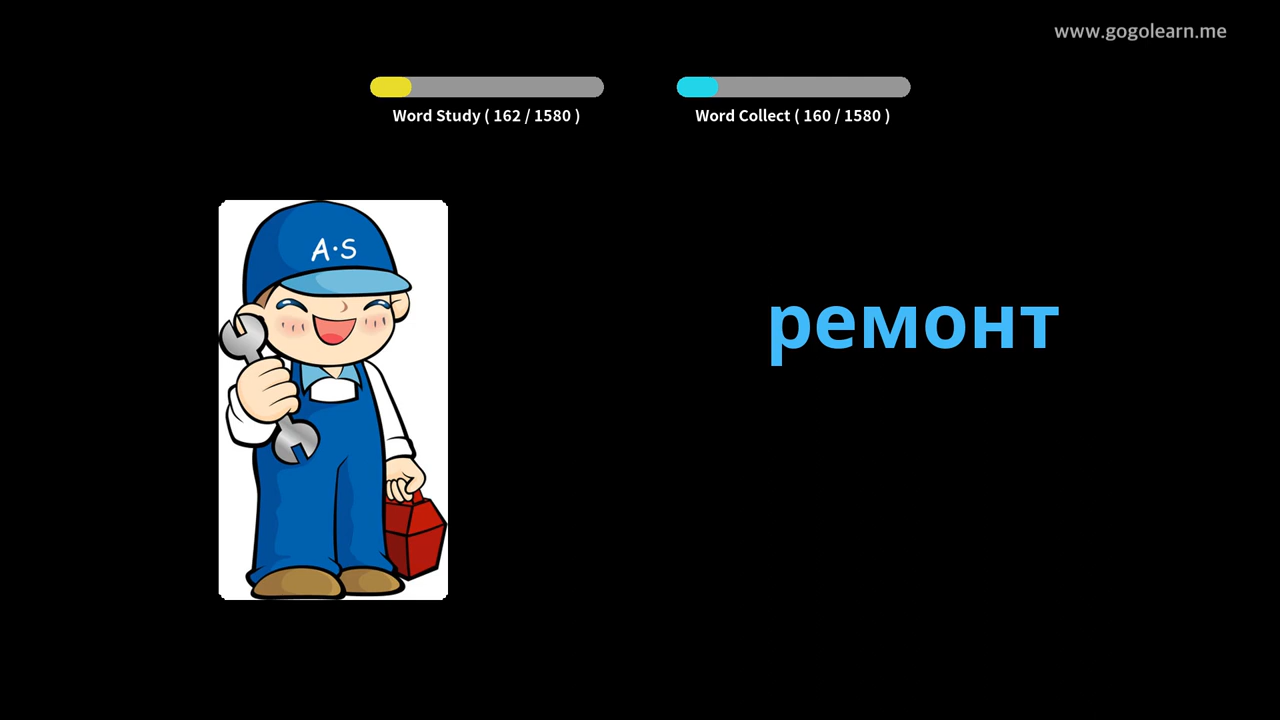 www.gogolearn.me
Word Study ( 162 / 1580 )
Word Collect ( 160 / 1580 )
A·S
ремонт